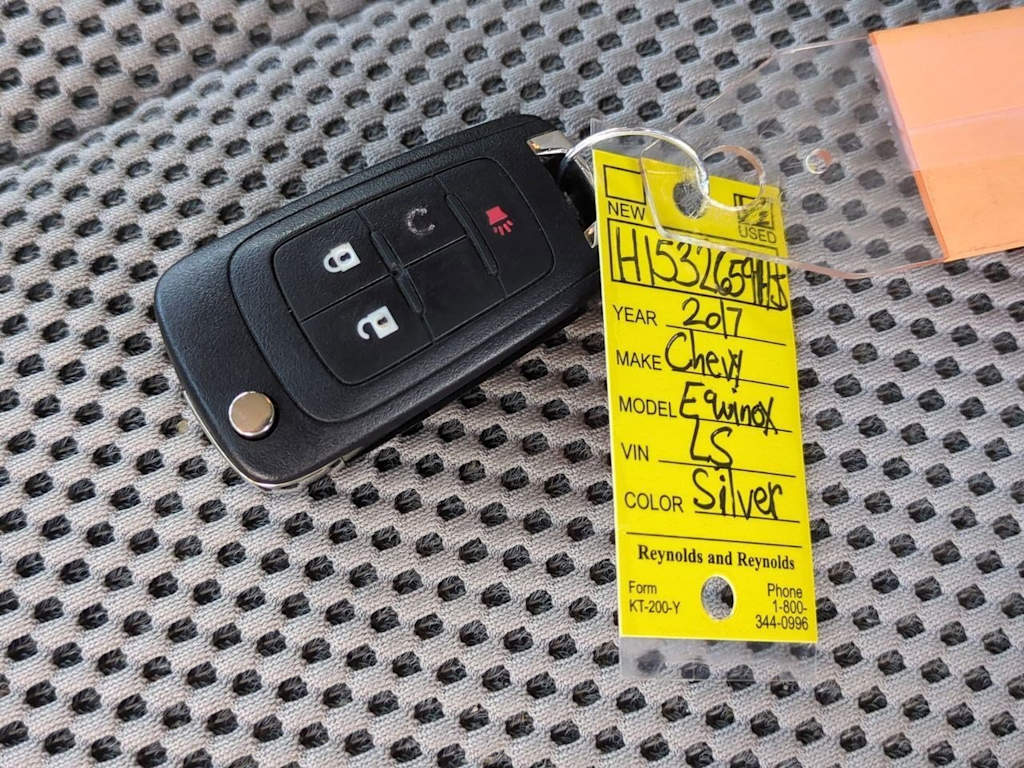 NEW
USED
H1532659HJ
YEAR 2017
MAKE Chevy
MODEL Equinox
VIN LS
COLOR Silver
Reynolds and Reynolds
Form
KT-200-Y
Phone
1-800-
344-0996